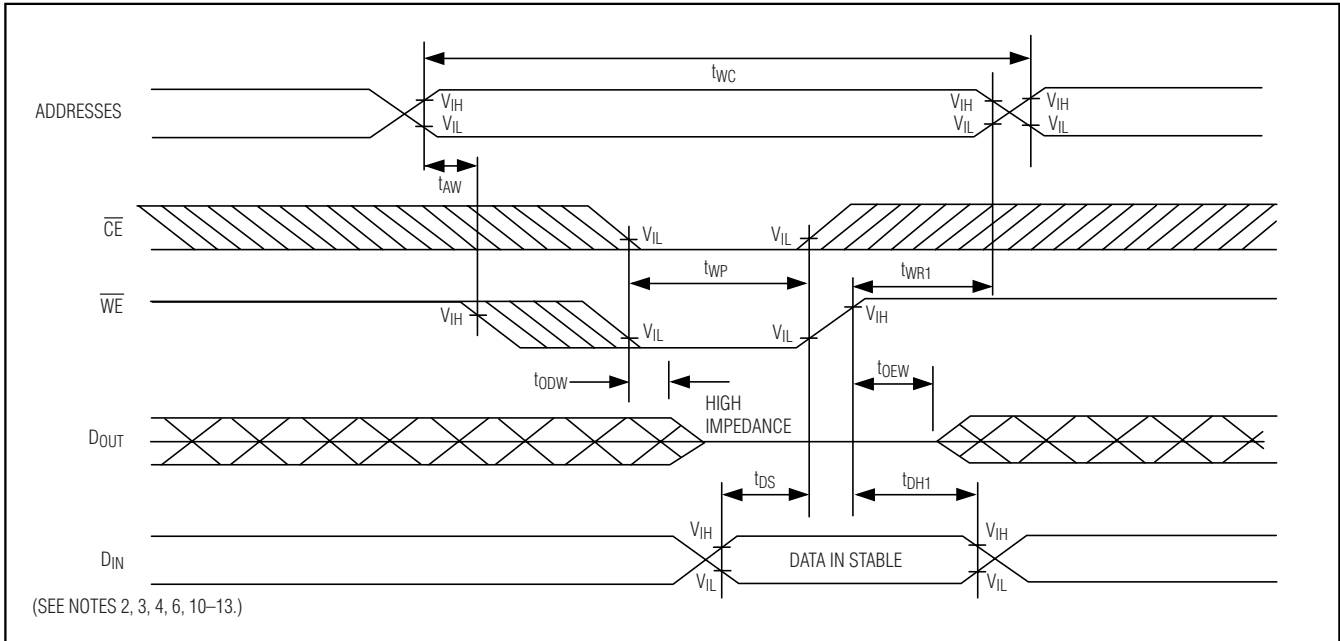 tWC
ADDRESSES
VIH
VIL
VIH
VIL
VIH
VIL
tAW
CE
VIL
VIL
tWP
tWR1
WE
VIH
VIL
VIL
VIH
tODW
tOEW
HIGH
IMPEDANCE
DOUT
tDS
tDH1
DIN
VIH
VIL
DATA IN STABLE
VIH
VIL
(SEE NOTES 2, 3, 4, 6, 10–13.)